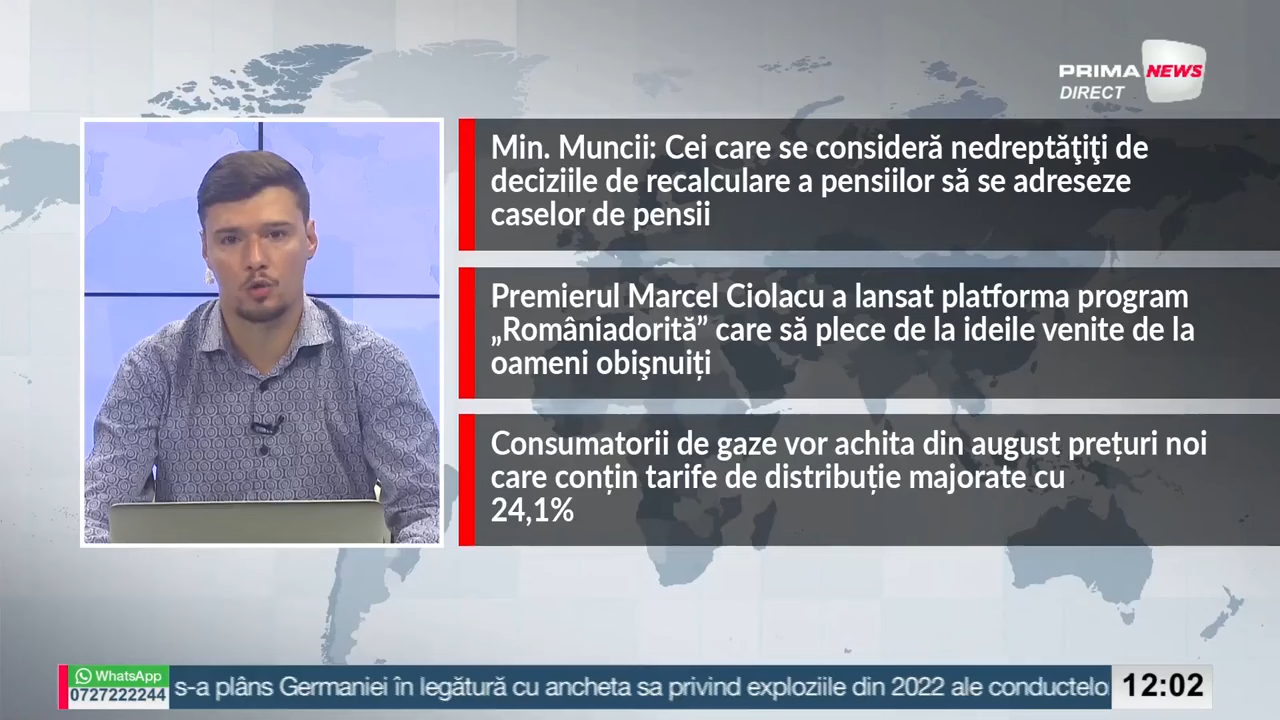 PRIMA NEWS
DIRECT
Min. Muncii: Cei care se consideră nedreptăţiţi de
deciziile de recalculare a pensiilor să se adreseze
caselor de pensii
Premierul Marcel Ciolacu a lansat platforma program
„Româniadorită” care să plece de la ideile venite de la
oameni obişnuiți
Consumatorii de gaze vor achita din august prețuri noi
care conțin tarife de distribuție majorate cu
24,1%
WhatsApp
0727222244
s-a plâns Germaniei în legătură cu ancheta sa privind exploziile din 2022 ale conductelo
12:02